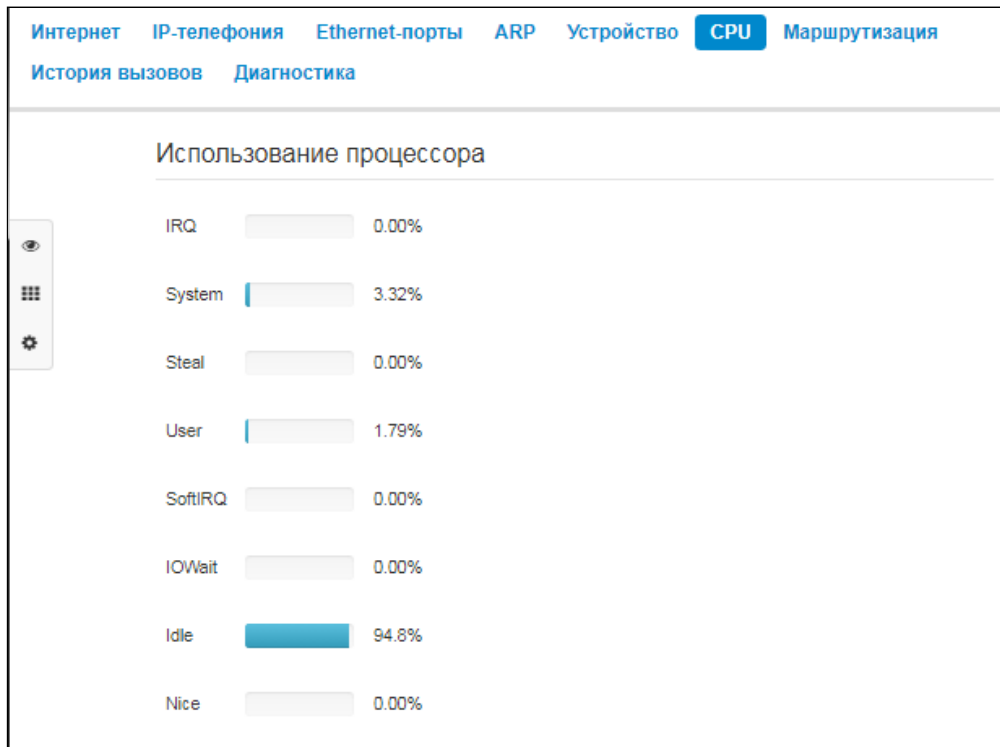 Интернет IP-телефония Ethernet-порты ARP Устройство CPU Маршрутизация
История вызовов Диагностика
Использование процессора
IRQ 0.00%
System 3.32%
Steal 0.00%
User 1.79%
SoftIRQ 0.00%
IOWait 0.00%
Idle 94.8%
Nice 0.00%